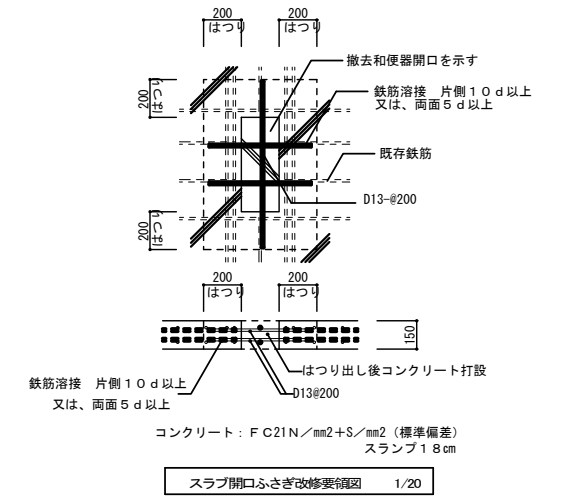 200
はつり
200
はつり
撤去和便器開口を示す
200
はつり
鉄筋溶接　片側１０ｄ以上
又は、両面５ｄ以上
既存鉄筋
D13-@200
200
はつり
200
はつり
200
はつり
150
はつり出し後コンクリート打設
鉄筋溶接　片側１０ｄ以上
又は、両面５ｄ以上
D13@200
コンクリート：ＦＣ21Ｎ／mm2＋S／mm2（標準偏差）
スランプ１８㎝
スラブ開口ふさぎ改修要領図　1/20